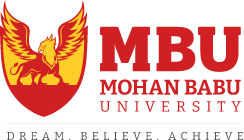 MBU
MOHAN BABU
UNIVERSITY
DREAM. BELIEVE. ACHIEVE